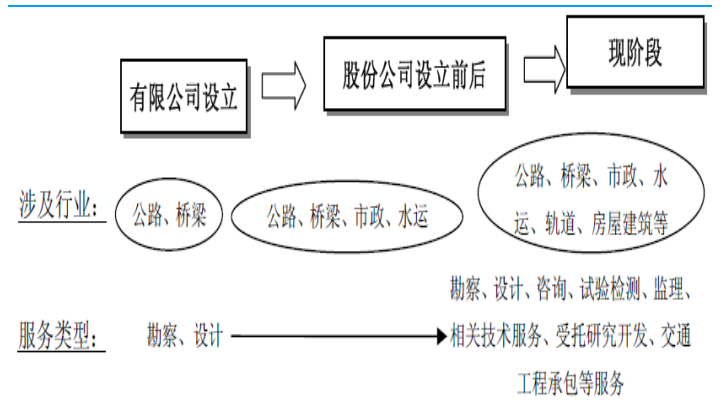 有限公司设立
股份公司设立前后
现阶段
涉及行业：
公路、桥梁
公路、桥梁、市政、水运
公路、桥梁、市政、水
运、轨道、房屋建筑等
服务类型：
勘察、设计
勘察、设计、咨询、试验检测、监理、
相关技术服务、受托研究开发、交通
工程承包等服务